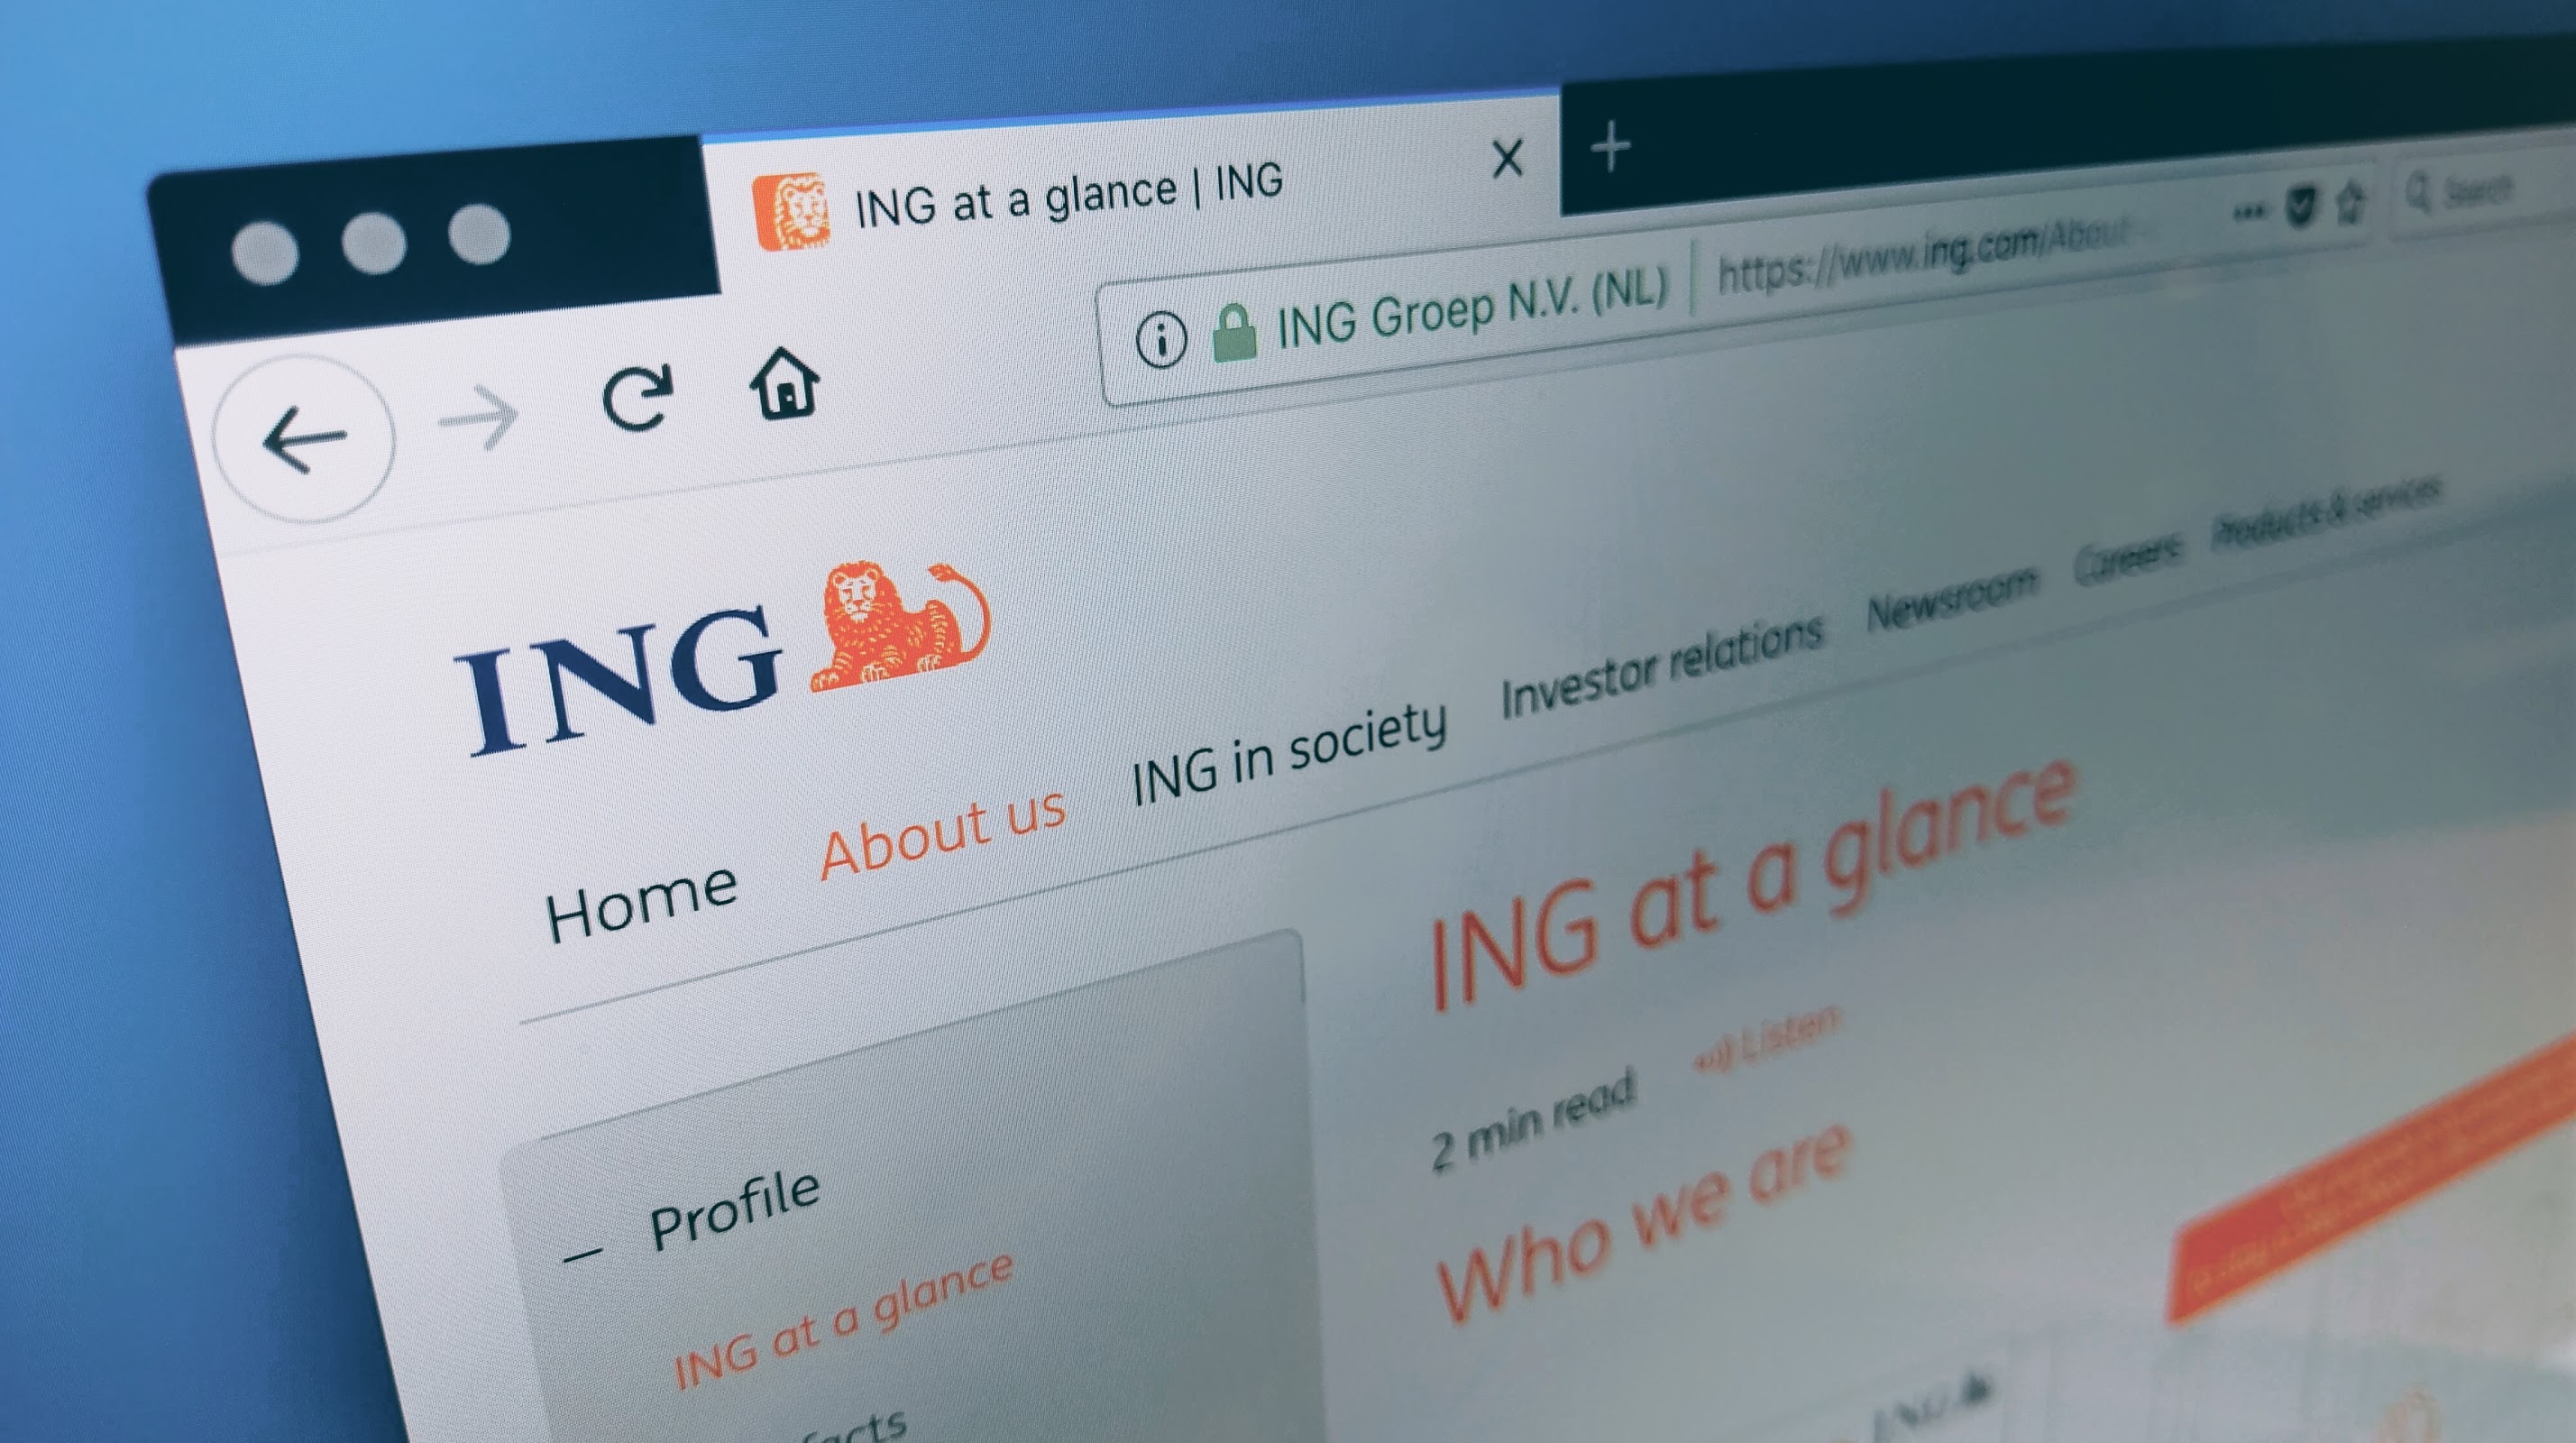 ING at a glance | ING
ING Groep N.V. (NL) https://www.ing.com/About
Search
ING
Home About us ING in society Investor relations Newsroom Careers Products & services
ING at a glance
2 min read Listen
Who we are
Profile
ING at a glance
facts
ING